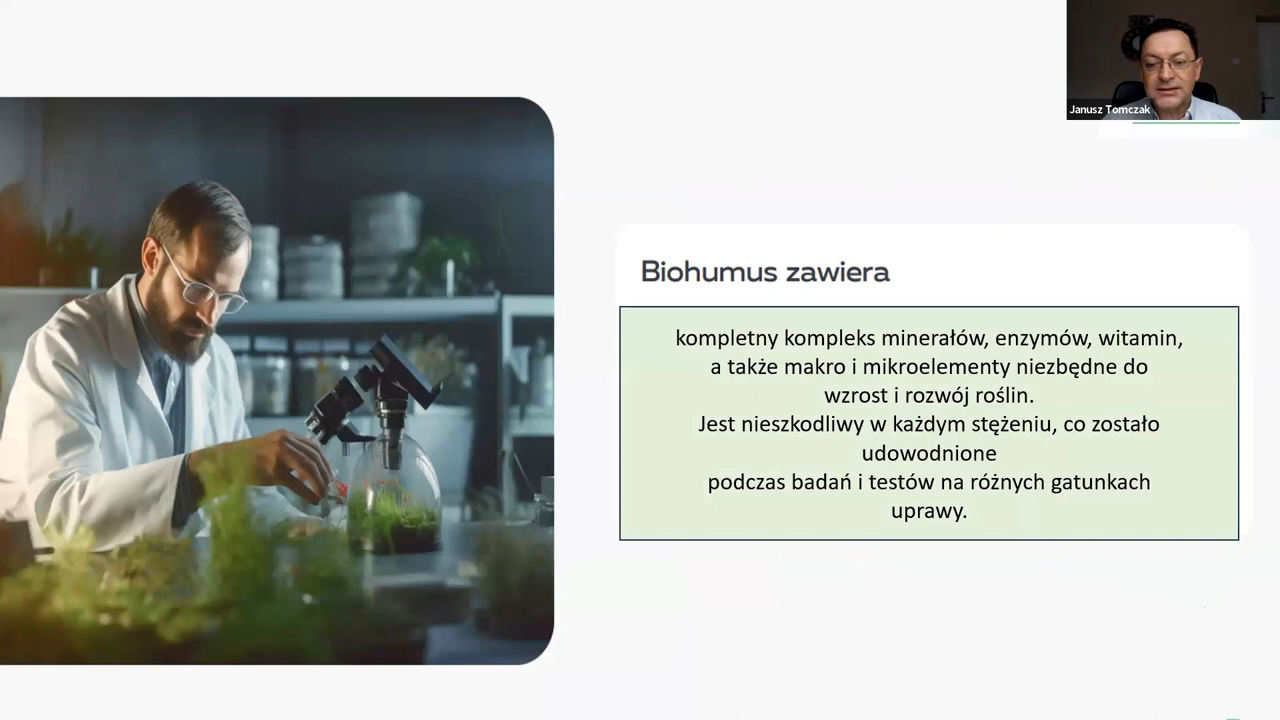 Janusz Tomczak
Biohumus zawiera
kompletny kompleks minerałów, enzymów, witamin,
a także makro i mikroelementy niezbędne do
wzrost i rozwój roślin.
Jest nieszkodliwy w każdym stężeniu, co zostało
udowodnione
podczas badań i testów na różnych gatunkach
uprawy.